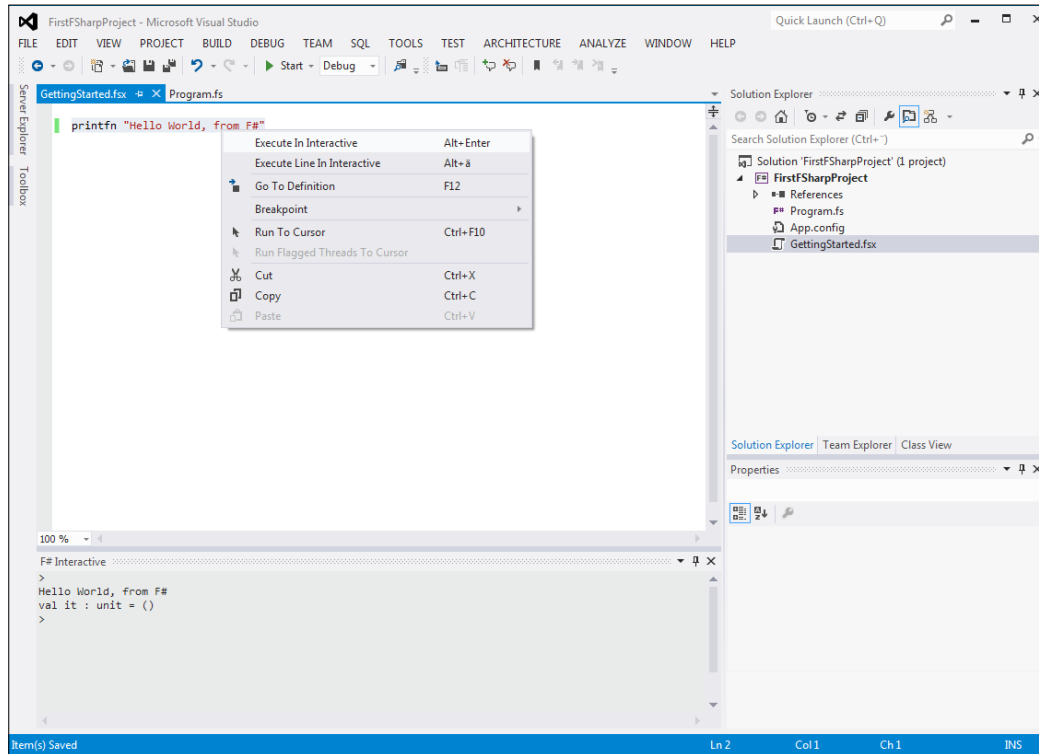 FirstFSharpProject - Microsoft Visual Studio
Quick Launch (Ctrl+Q)
FILE EDIT VIEW PROJECT BUILD DEBUG TEAM SQL TOOLS TEST ARCHITECTURE ANALYZE WINDOW HELP
Start Debug
Server Explorer
Toolbox
GettingStarted.fsx Program.fs
printfn "Hello World, from F#"
Execute In Interactive Alt+Enter
Execute Line In Interactive Alt+ä
Go To Definition F12
Breakpoint
Run To Cursor Ctrl+F10
Run Flagged Threads To Cursor
Cut Ctrl+X
Copy Ctrl+C
Paste Ctrl+V
100 %
F# Interactive
>
Hello World, from F#
val it : unit = ()
>
Solution Explorer
Search Solution Explorer (Ctrl+¨)
Solution 'FirstFSharpProject' (1 project)
FirstFSharpProject
References
Program.fs
App.config
GettingStarted.fsx
Solution Explorer Team Explorer Class View
Properties
Item(s) Saved Ln 2 Col 1 Ch 1 INS